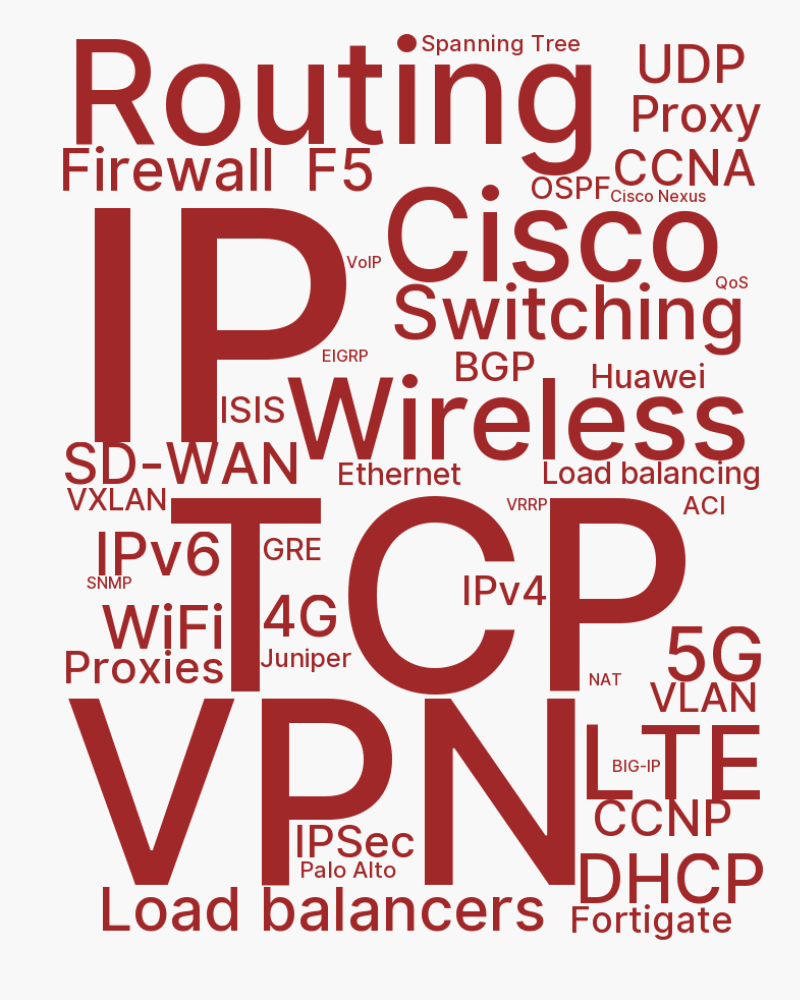 Routing
Spanning Tree
UDP
Proxy
Firewall
F5
CCNA
OSPF
Cisco Nexus
IP
Cisco
VoIP
QoS
Switching
EIGRP
BGP
Huawei
ISIS
Wireless
SD-WAN
Ethernet
Load balancing
VXLAN
TCP
VRRP
ACI
IPv6
GRE
SNMP
IPv4
WiFi
4G
5G
Proxies
Juniper
NAT
VLAN
VPN
LTE
BIG-IP
CCNP
IPSec
Palo Alto
DHCP
Load balancers
Fortigate